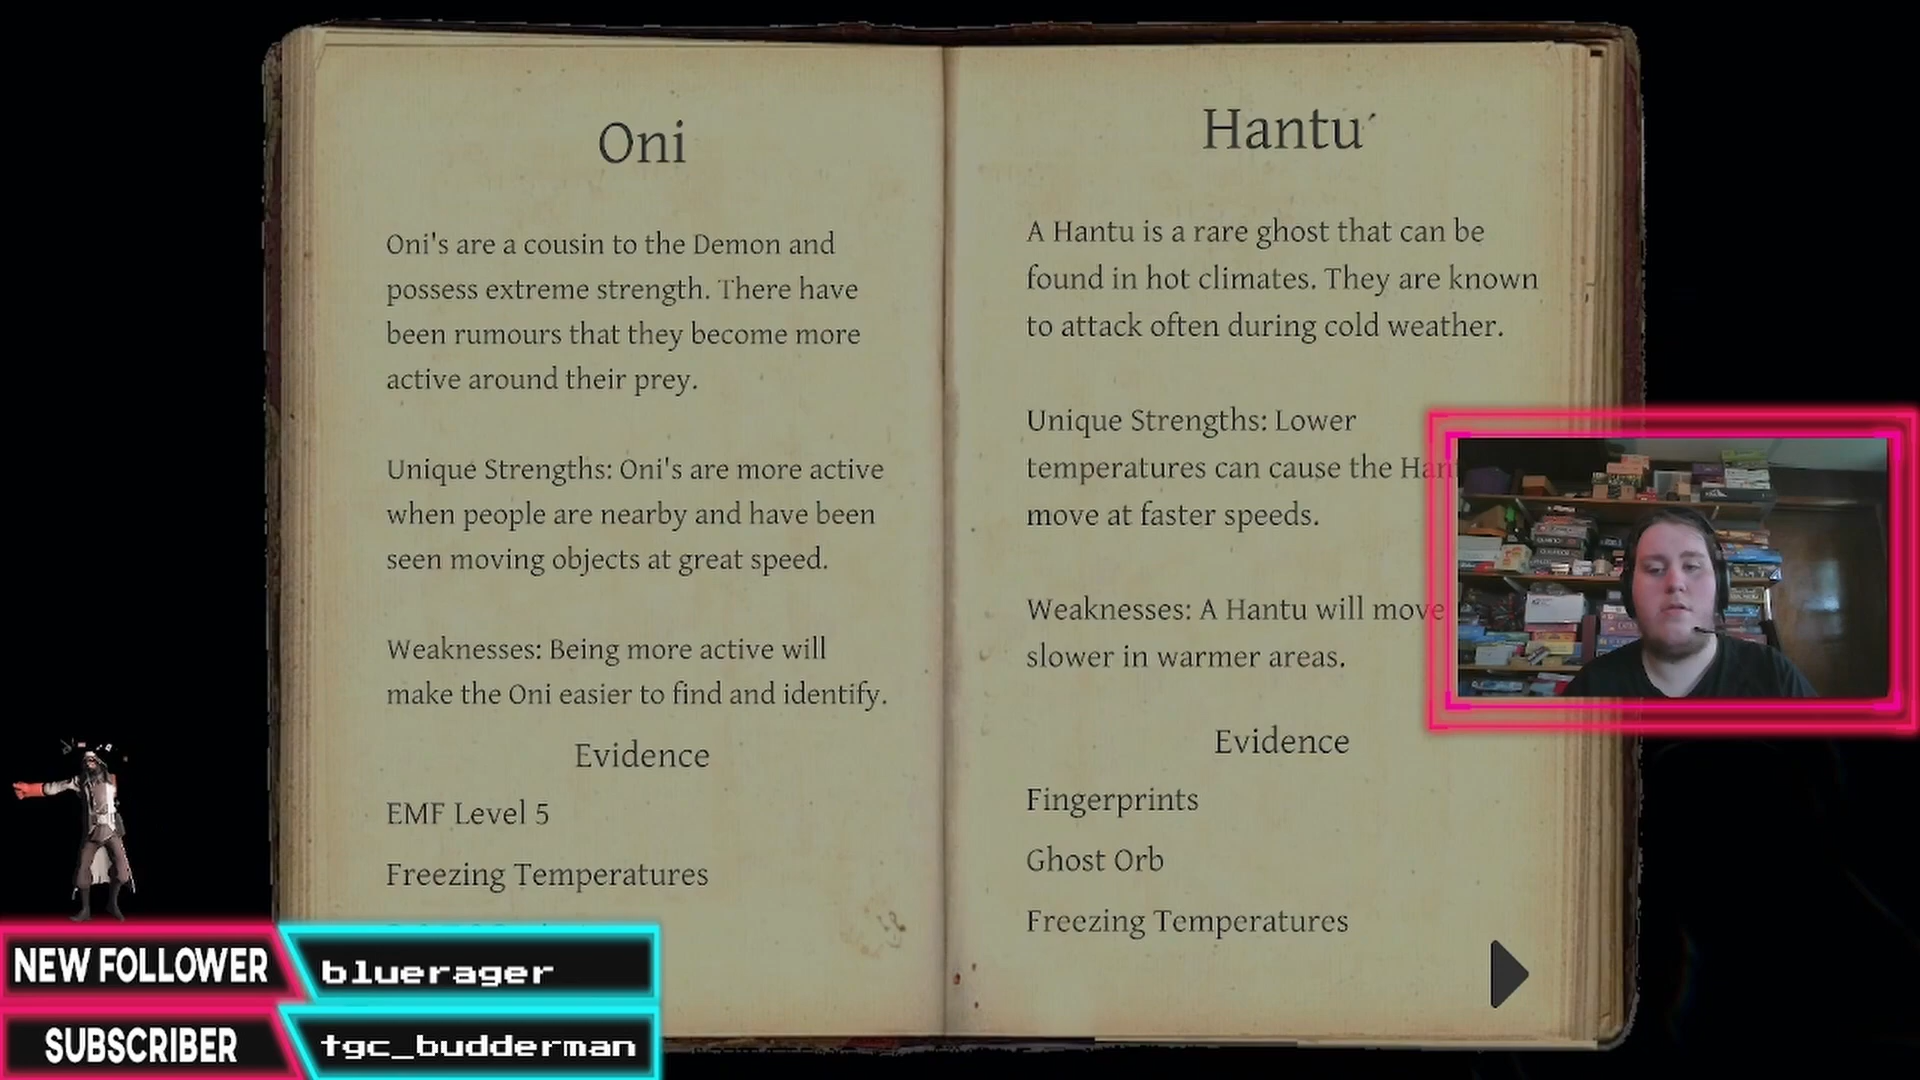 Oni
Oni's are a cousin to the Demon and
possess extreme strength. There have
been rumours that they become more
active around their prey.
Unique Strengths: Oni's are more active
when people are nearby and have been
seen moving objects at great speed.
Weaknesses: Being more active will
make the Oni easier to find and identify.
Evidence
EMF Level 5
Freezing Temperatures
Hantu
A Hantu is a rare ghost that can be
found in hot climates. They are known
to attack often during cold weather.
Unique Strengths: Lower
temperatures can cause the
move at faster speeds.
Weaknesses: A Hantu will move
slower in warmer areas.
Evidence
Fingerprints
Ghost Orb
Freezing Temperatures
NEW FOLLOWER
bluerager
SUBSCRIBER
tgc_budderman